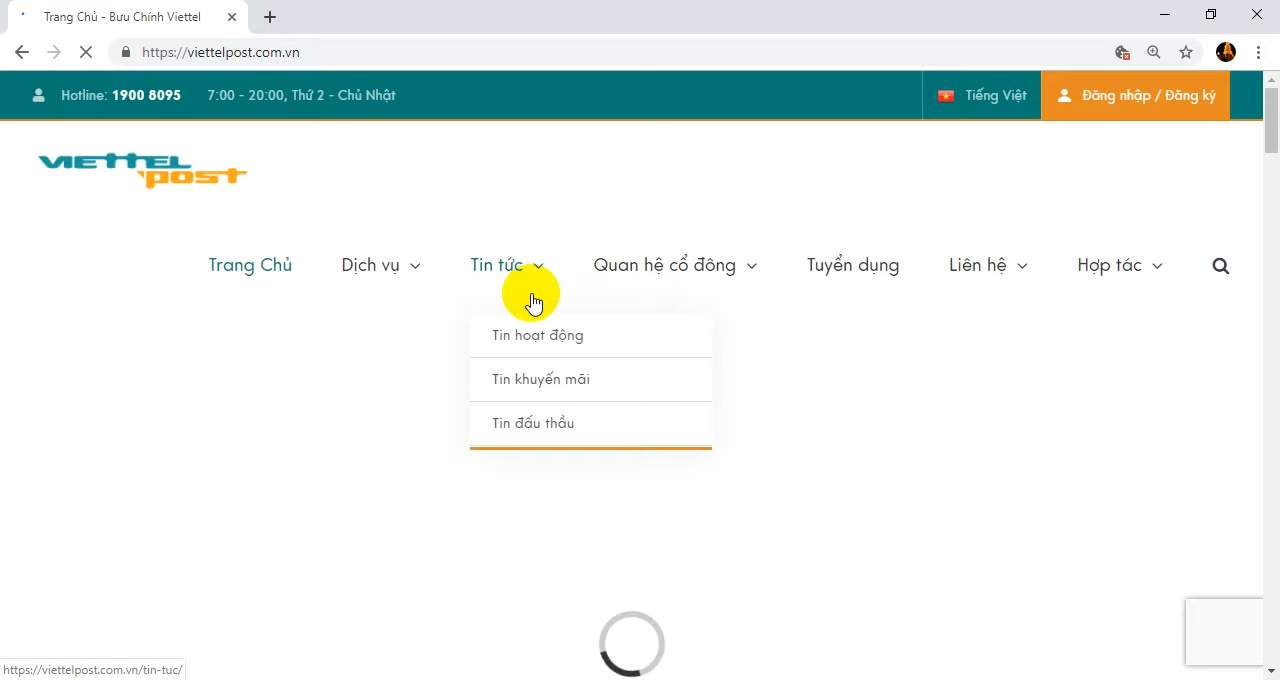 Trang Chủ - Bưu Chính Viettel
https://viettelpost.com.vn
Hotline: 1900 8095
7:00 - 20:00, Thứ 2 - Chủ Nhật
Tiếng Việt
Đăng nhập / Đăng ký
VIETTEL
post
Trang Chủ
Dịch vụ
Tin tức
Quan hệ cổ đông
Tuyển dụng
Liên hệ
Hợp tác
Tin hoạt động
Tin khuyến mãi
Tin đấu thầu
https://viettelpost.com.vn/tin-tuc/